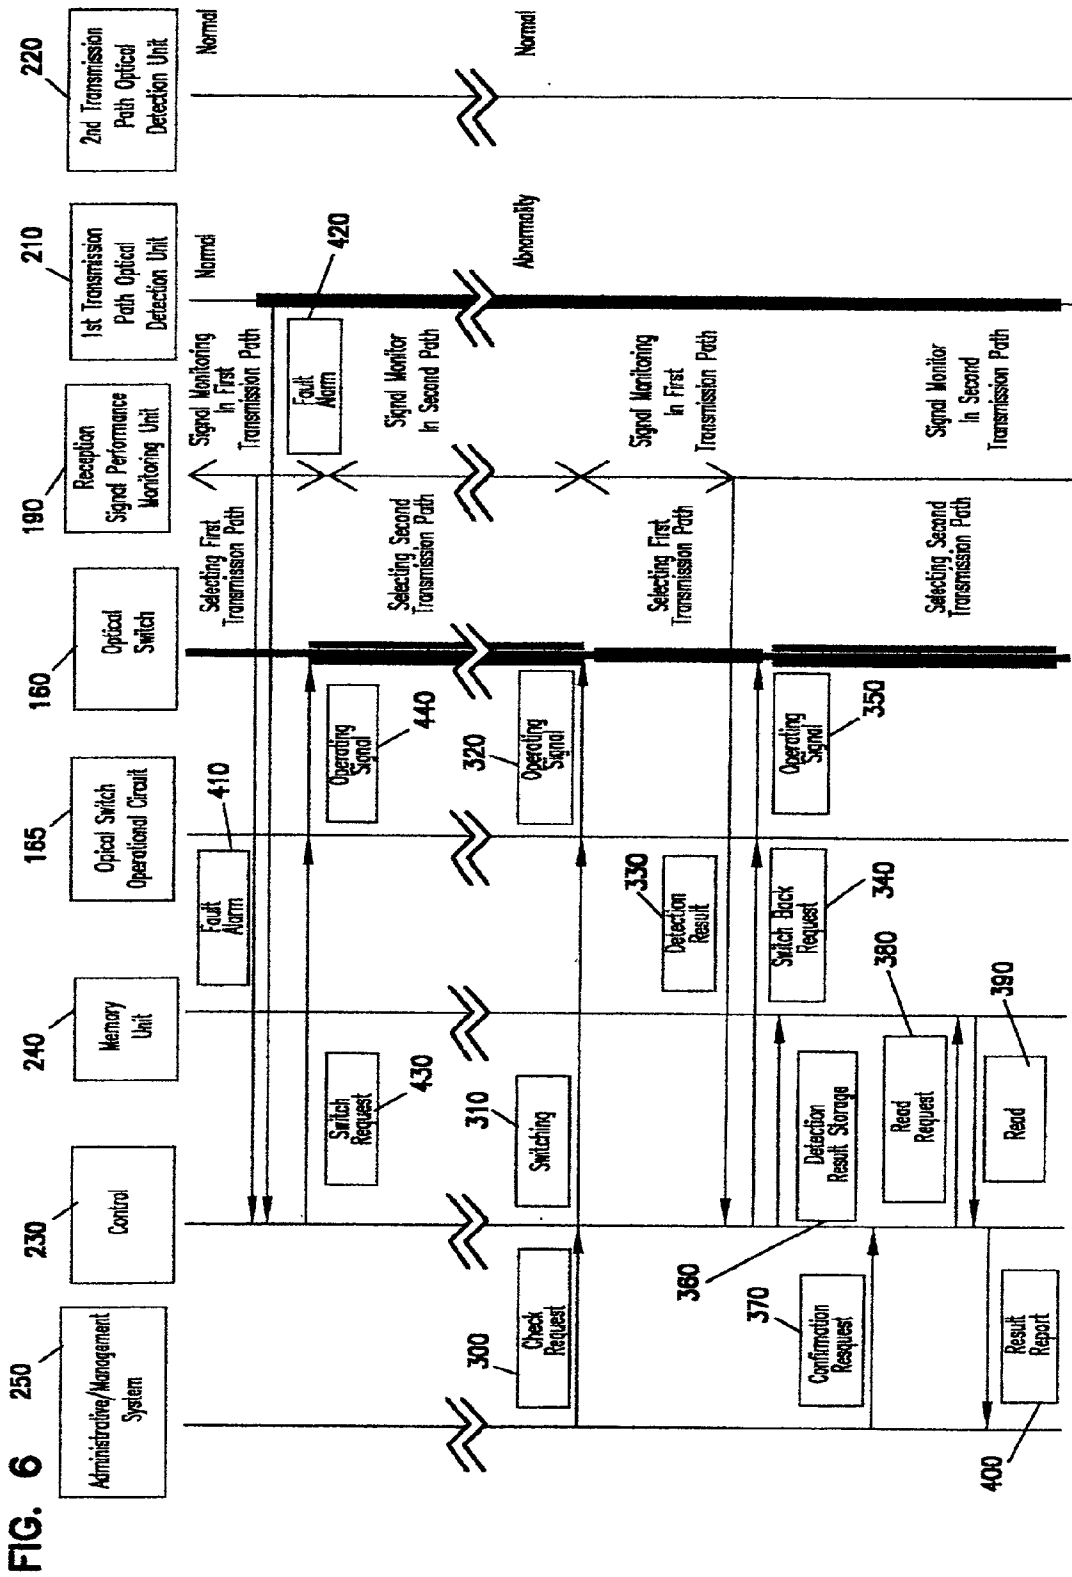 FIG. 6
250
Administrative/Management
System
230
Control
240
Memory
Unit
165
Opical Switch
Operational Circuit
160
Optical
Switch
190
Reception
Signal Performance
Monitoring Unit
210
1st Transmission
Path Optical
Detection Unit
220
2nd Transmission
Path Optical
Detection Unit
Fault
Alarm
410
Selecting First
Transmission Path
Signal Monitoring
In First
Transmission Path
Normal
Normal
Switch
Request
430
Operating
Signal
440
Selecting Second
Transmission Path
Fault
Alarm
420
Signal Monitor
In Second Path
300
Check
Request
310
Switching
320
Operating
Signal
Abnormality
Normal
330
Detection
Result
Selecting First
Transmission Path
Signal Monitoring
In First
Transmission Path
Switch Back
Request
340
Operating
Signal
350
360
Detection
Result Storage
370
Confirmation
Resquest
380
Read
Request
Selecting Second
Transmission Path
Signal Monitor
In Second
Transmission Path
390
Read
400
Result
Report